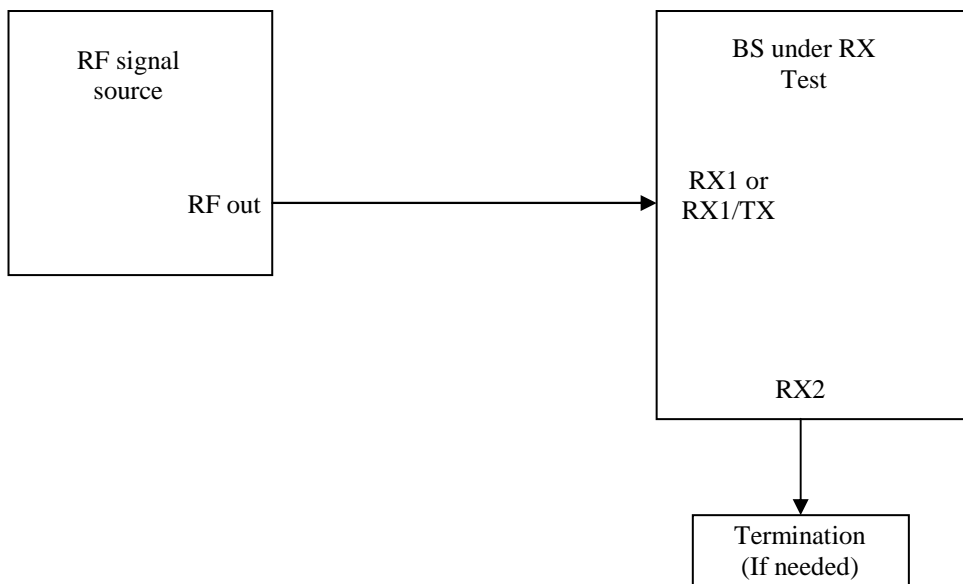 RF signal
source
RF out
BS under RX
Test
RX1 or
RX1/TX
RX2
Termination
(If needed)